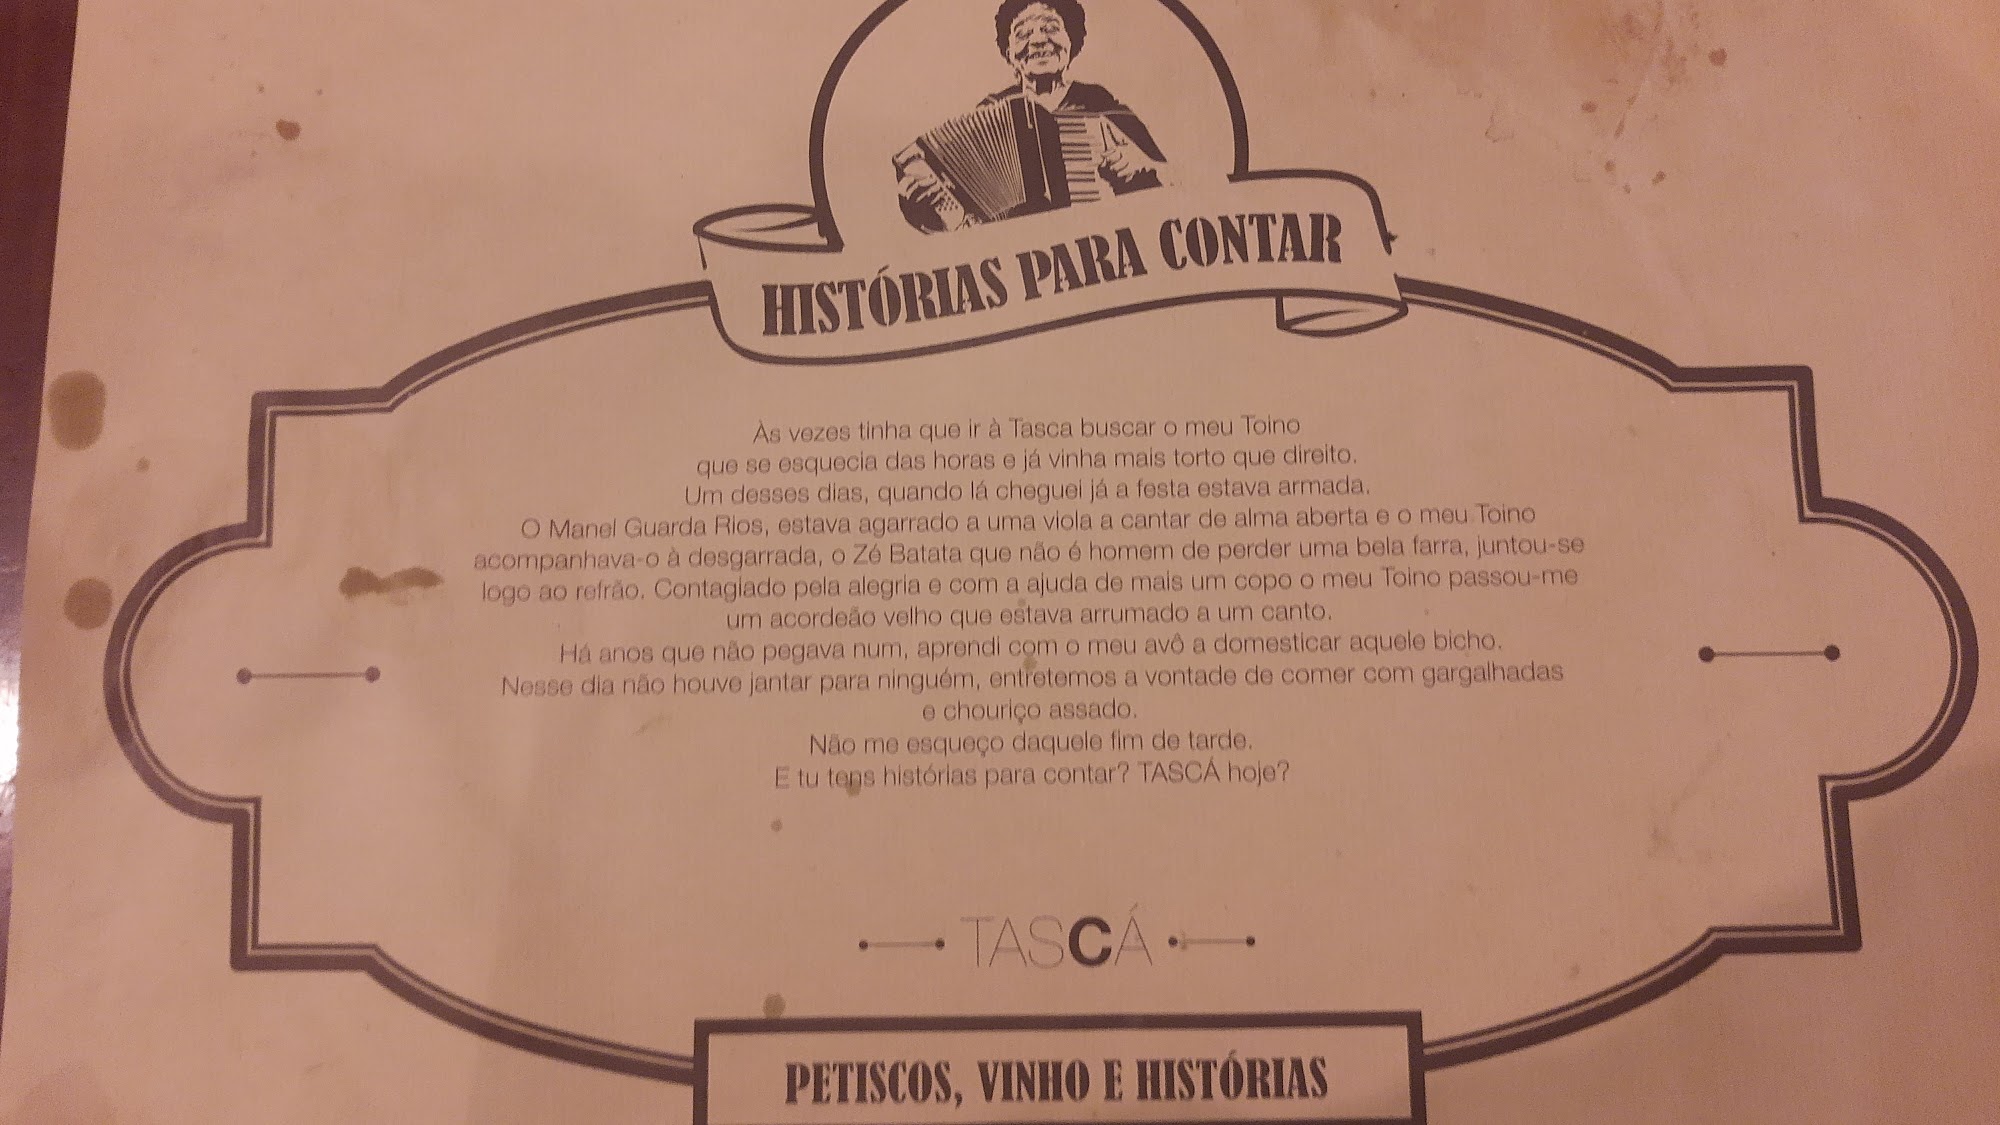 HISTÓRIAS PARA CONTAR
Às vezes tinha que ir à Tasca buscar o meu Toino
que se esquecia das horas e já vinha mais torto que direito.
Um desses dias, quando lá cheguei já a festa estava armada.
O Manel Guarda Rios, estava agarrado a uma viola a cantar de alma aberta e o meu Toino
acompanhava-o à desgarrada, o Zé Batata que não é homem de perder uma bela farra, juntou-se
logo ao refrão. Contagiado pela alegria e com a ajuda de mais um copo o meu Toino passou-me
um acordeão velho que estava arrumado a um canto.
Há anos que não pegava num, aprendi com o meu avô a domesticar aquele bicho.
Nesse dia não houve jantar para ninguém, entretemos a vontade de comer com gargalhadas
e chouriço assado.
Não me esqueço daquele fim de tarde.
E tu tens histórias para contar? TASCÁ hoje?
TASCÁ
PETISCOS, VINHO E HISTÓRIAS